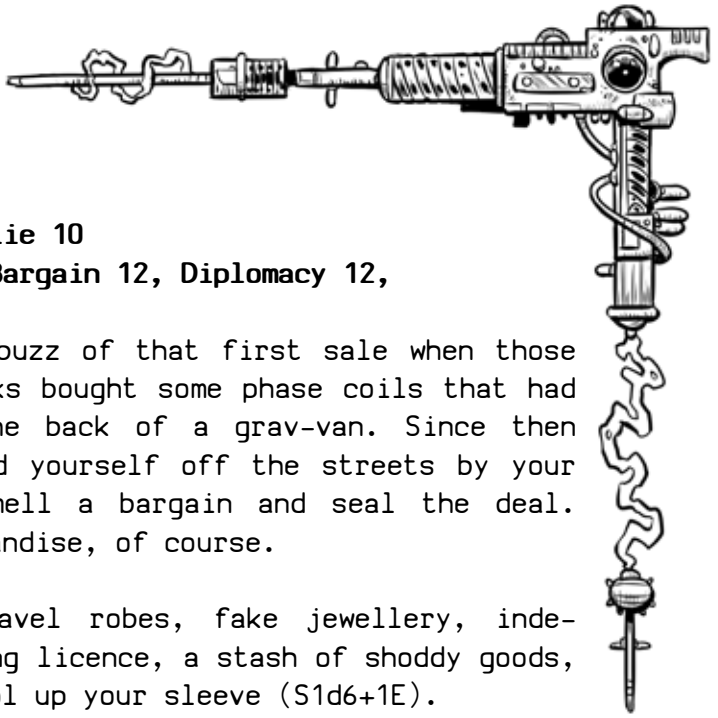 lie 10
Bargain 12, Diplomacy 12,
buzz of that first sale when those
ks bought some phase coils that had
he back of a grav-van. Since then
d yourself off the streets by your
mell a bargain and seal the deal.
andise, of course.
avel robes, fake jewellery, inde-
ng licence, a stash of shoddy goods,
ol up your sleeve (S1d6+1E).